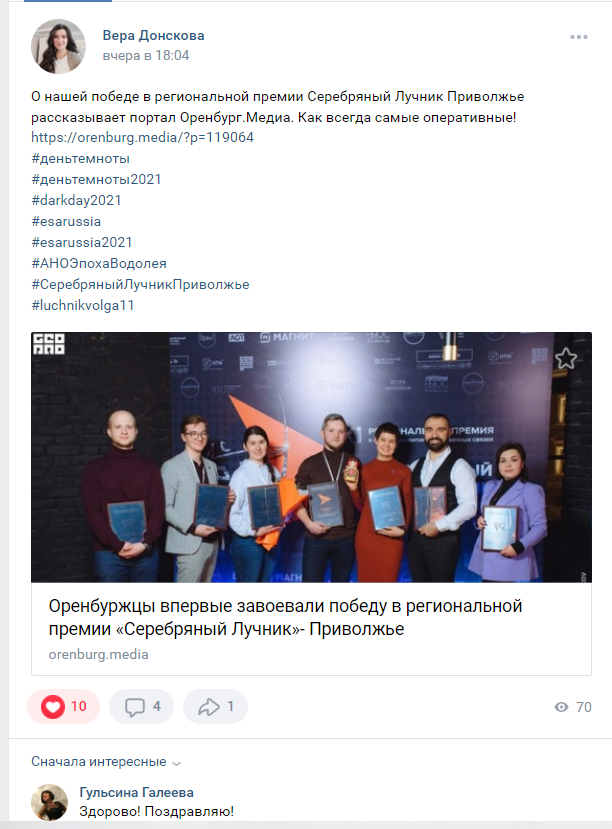 Вера Донскова
вчера в 18:04
О нашей победе в региональной премии Серебряный Лучник Приволжье
рассказывает портал Оренбург.Медиа. Как всегда самые оперативные!
https://orenburg.media/?p=119064
#деньтемноты
#деньтемноты2021
#darkday2021
#esarussia
#esarussia2021
#АНОЭпохаВодолея
#СеребряныйЛучникПриволжье
#luchnikvolga11
МАГНИТ
МАГНИТ
Оренбуржцы впервые завоевали победу в региональной
премии «Серебряный Лучник»- Приволжье
orenburg.media
10
4
1
70
Сначала интересные
Гульсина Галеева
Здорово! Поздравляю!